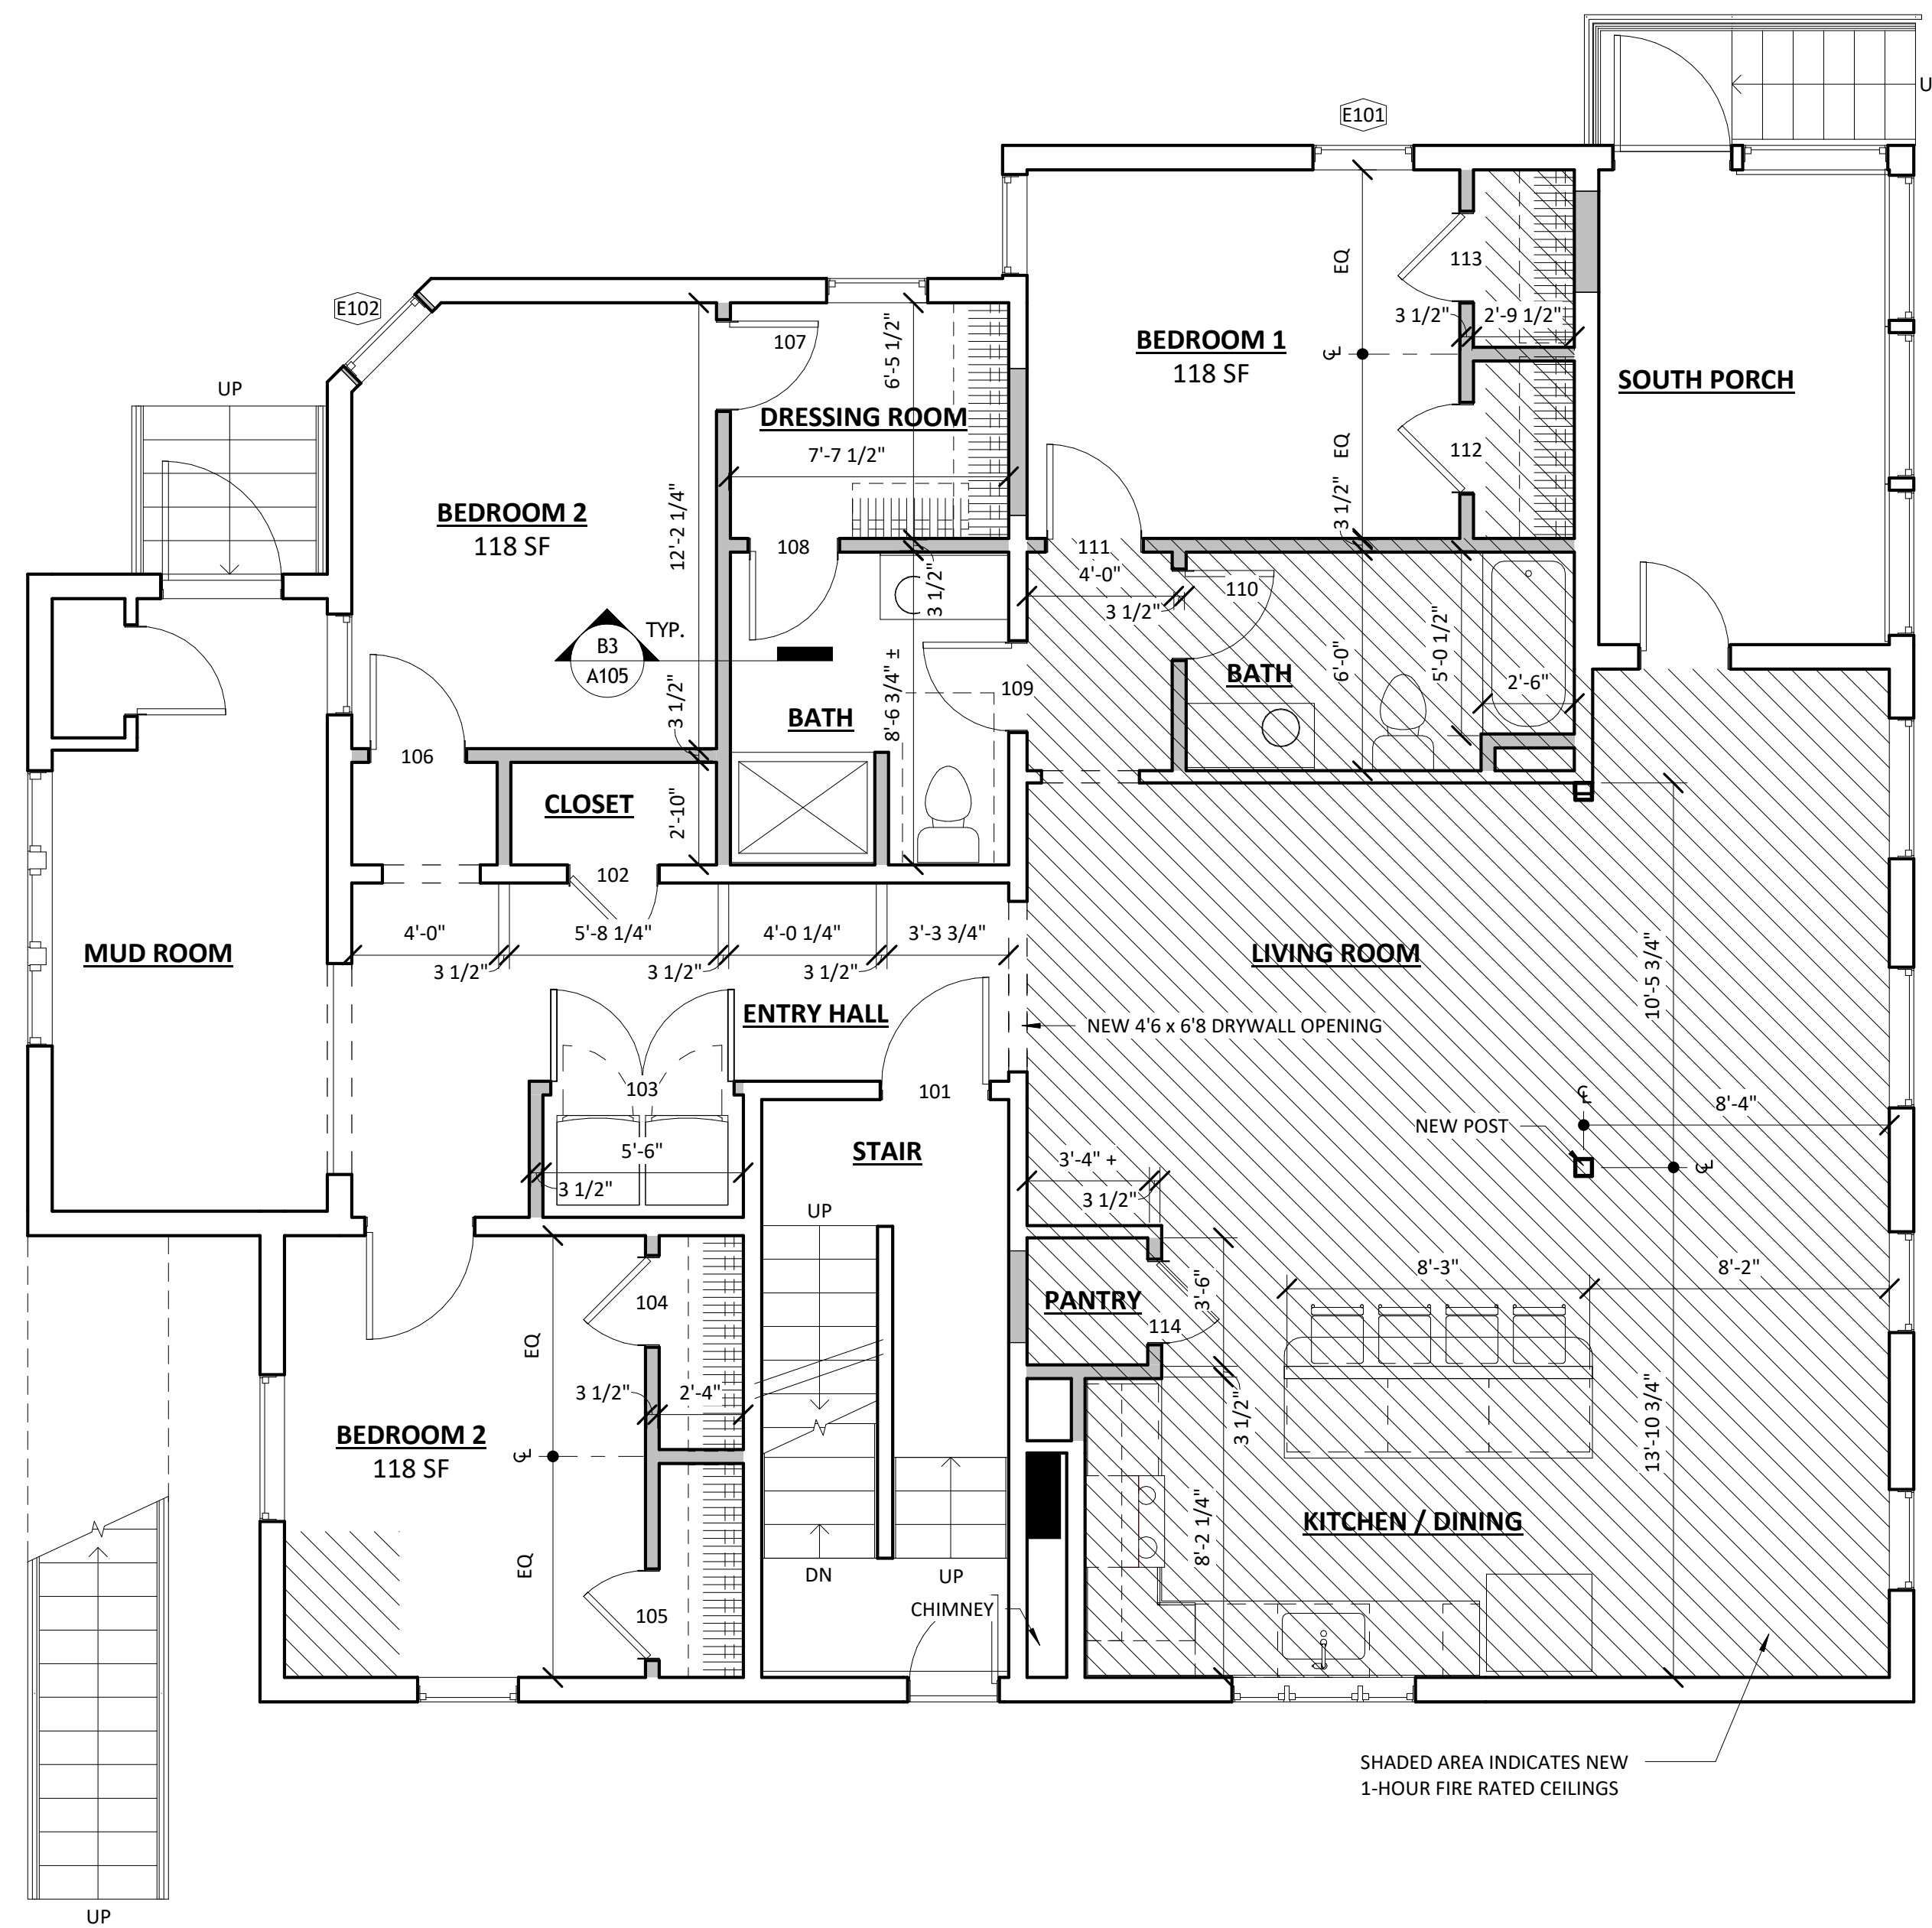 U
E101
E102
113
EQ
3 1/2"
2'-9 1/2"
6'-5 1/2"
107
BEDROOM 1
118 SF
℄
SOUTH PORCH
UP
DRESSING ROOM
7'-7 1/2"
EQ
112
3 1/2"
BEDROOM 2
118 SF
12'-2 1/4"
108
111
4'-0"
3 1/2"
110
3 1/2"
TYP.
B3
A105
6'-0"
5'-0 1/2"
BATH
2'-6"
109
3 1/2"
8'-6 3/4" ±
BATH
106
CLOSET
2'-10"
102
MUD ROOM
4'-0"
5'-8 1/4"
4'-0 1/4"
3'-3 3/4"
3 1/2"
3 1/2"
3 1/2"
LIVING ROOM
10'-5 3/4"
ENTRY HALL
NEW 4'6 x 6'8 DRYWALL OPENING
103
101
℄
8'-4"
NEW POST
℄
5'-6"
3 1/2"
STAIR
3'-4" +
3 1/2"
UP
104
EQ
PANTRY
3'-6"
114
8'-3"
8'-2"
3 1/2"
2'-4"
3 1/2"
13'-10 3/4"
BEDROOM 2
118 SF
℄
8'-2 1/4"
KITCHEN / DINING
EQ
DN
UP
105
CHIMNEY
SHADED AREA INDICATES NEW
1-HOUR FIRE RATED CEILINGS
UP